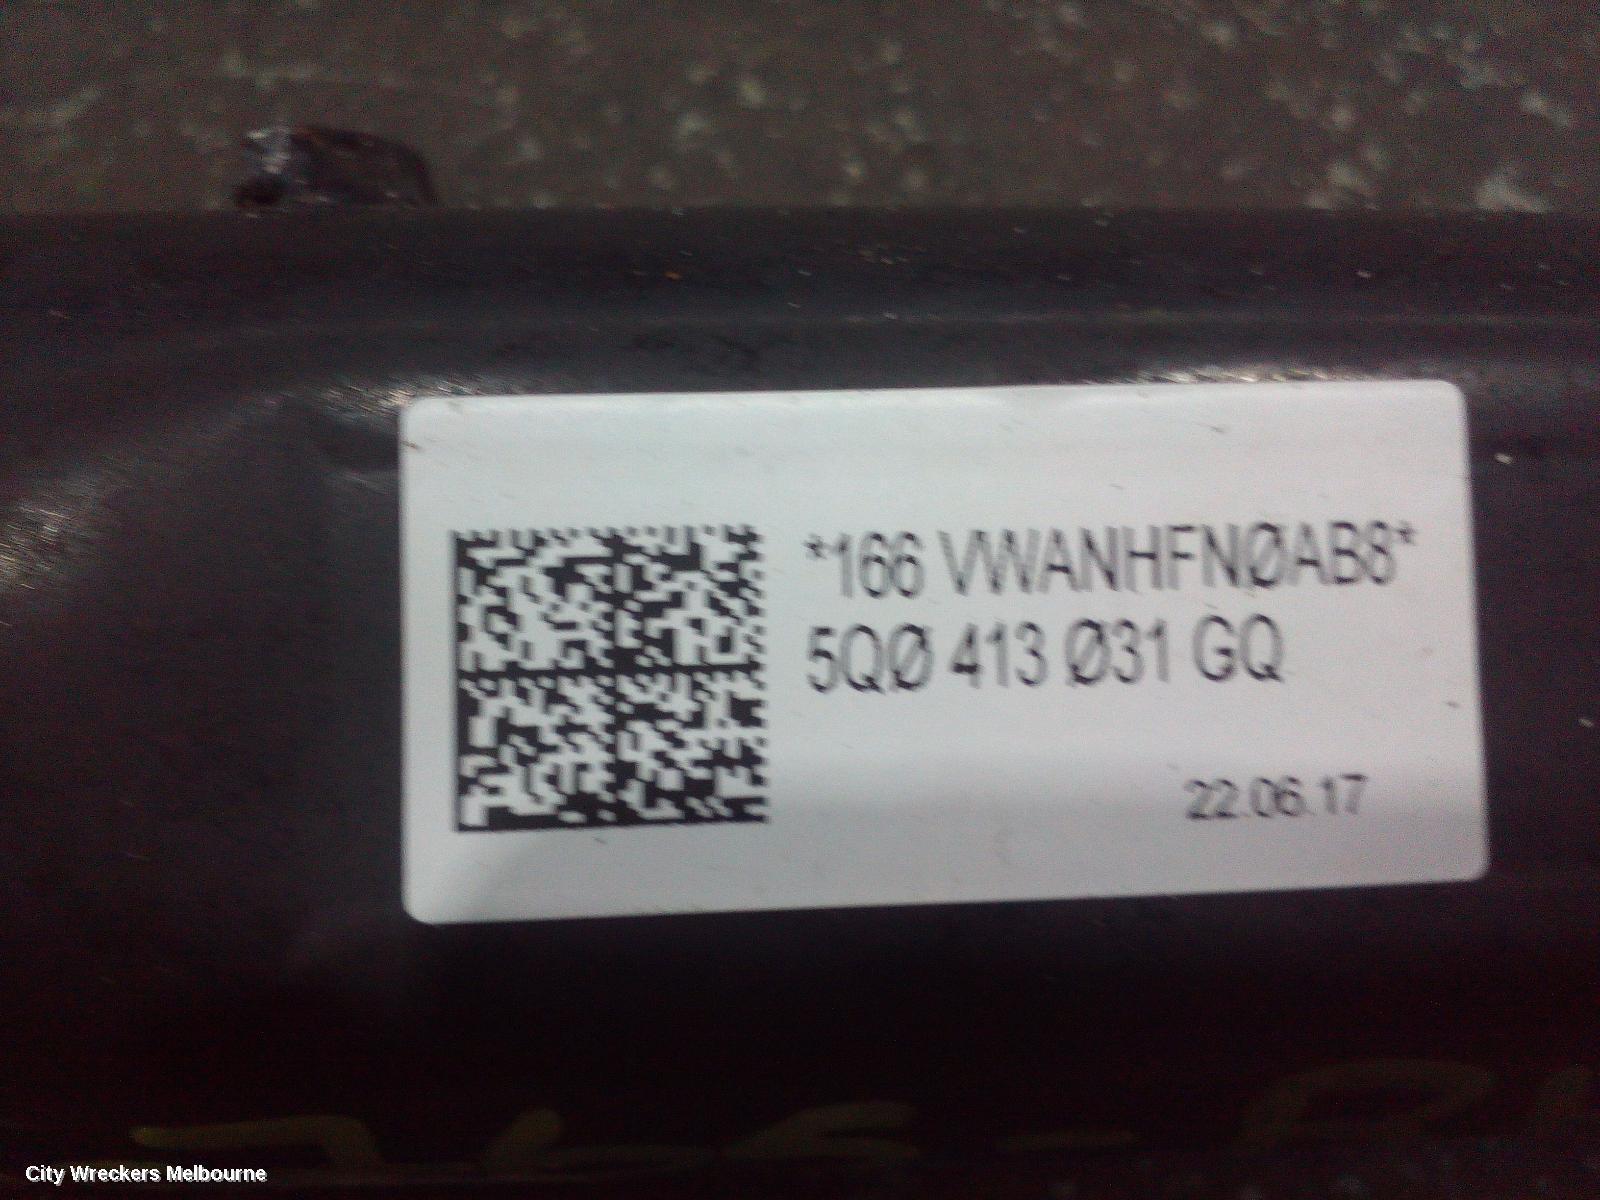 *166 VWANHFNØAB8*
5QØ 413 Ø31 GQ
22.06.17
City Wreckers Melbourne